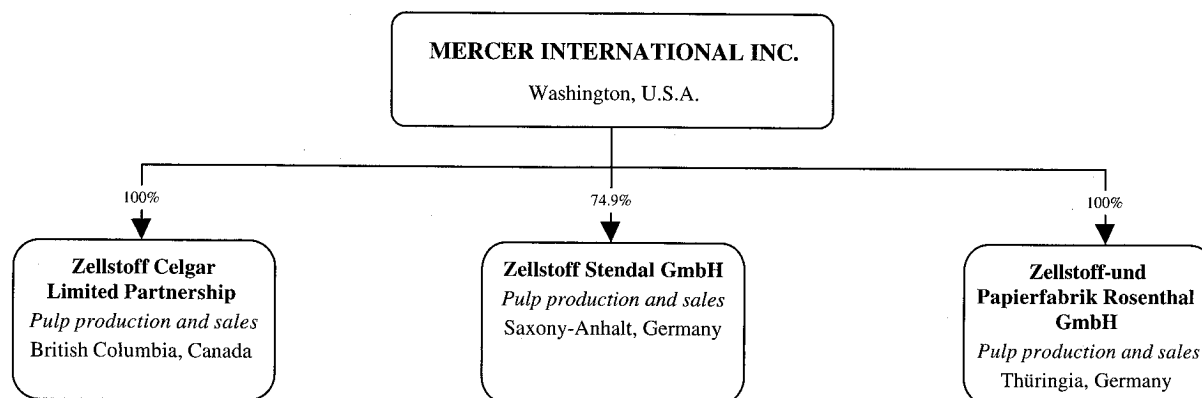 MERCER INTERNATIONAL INC.
Washington, U.S.A.
100%
74.9%
100%
Zellstoff Celgar
Limited Partnership
Pulp production and sales
British Columbia, Canada
Zellstoff Stendal GmbH
Pulp production and sales
Saxony-Anhalt, Germany
Zellstoff-und
Papierfabrik Rosenthal
GmbH
Pulp production and sales
Thüringia, Germany